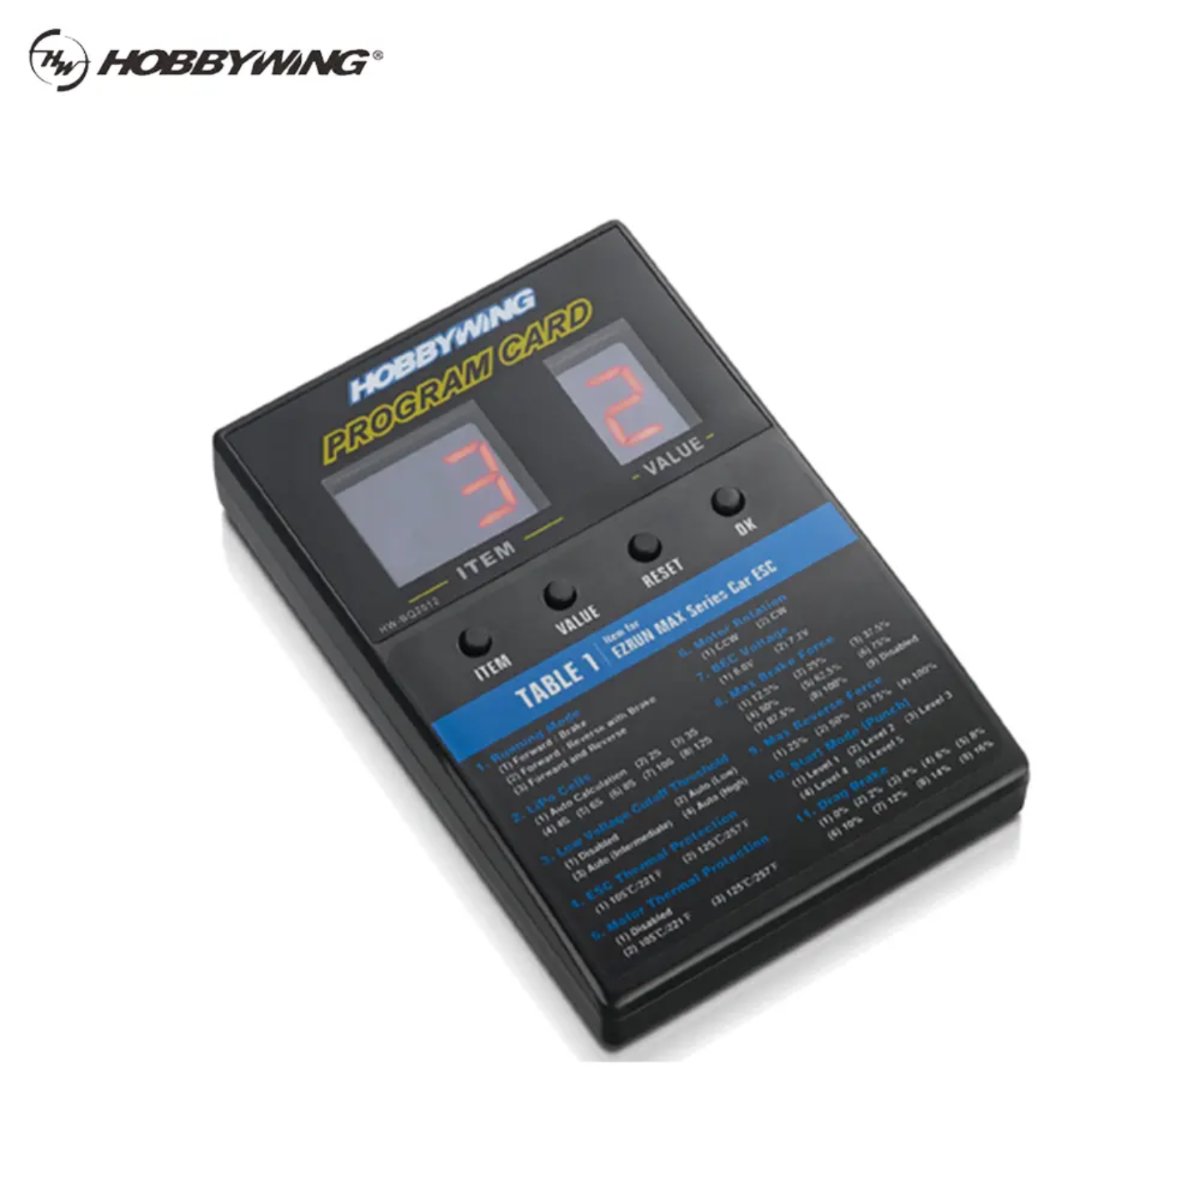 HW HOBBYWING®
HOBBYWING
PROGRAM CARD
3
2
ITEM
VALUE
HW-BQ2012
ITEM
VALUE
RESET
OK
TABLE 1 Item for
EZRUN MAX Series Car ESC
1. Running Mode
(1) Forward / Brake
(2) Forward / Reverse with Brake
(3) Forward and Reverse
2. LiPo Cells
(1) Auto Calculation (2) 2S (3) 3S
(4) 4S (5) 6S (6) 8S (7) 10S (8) 12S
3. Low Voltage Cutoff Threshold
(1) Disabled (2) Auto (Low)
(3) Auto (Intermediate) (4) Auto (High)
4. ESC Thermal Protection
(1) 105℃/221℉ (2) 125℃/257℉
5. Motor Thermal Protection
(1) Disabled
(2) 105℃/221℉ (3) 125℃/257℉
6. Motor Rotation
(1) CCW (2) CW
7. BEC Voltage
(1) 6.0V (2) 7.2V
8. Max Brake Force
(1) 12.5% (2) 25% (3) 37.5%
(4) 50% (5) 62.5% (6) 75%
(7) 87.5% (8) 100% (9) Disabled
9. Max Reverse Force
(1) 25% (2) 50% (3) 75% (4) 100%
10. Start Mode (Punch)
(1) Level 1 (2) Level 2 (3) Level 3
(4) Level 4 (5) Level 5
11. Drag Brake
(1) 0% (2) 2% (3) 4% (4) 6% (5) 8%
(6) 10% (7) 12% (8) 14% (9) 16%